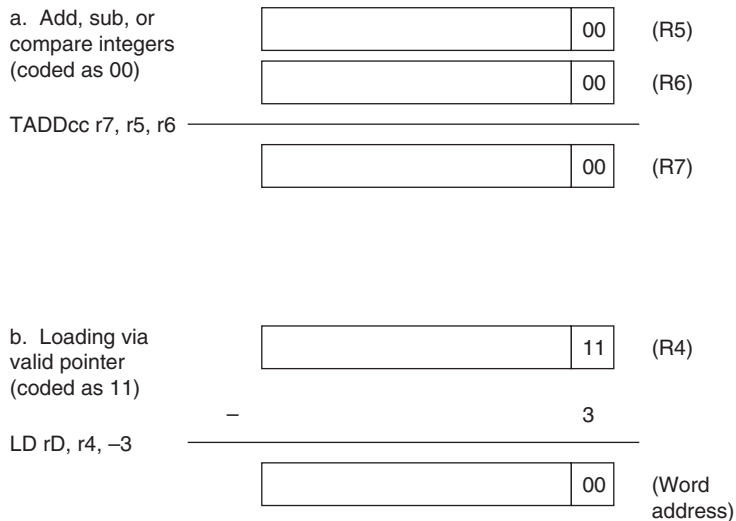 a. Add, sub, or
compare integers
(coded as 00)
00 (R5)
00 (R6)
TADDcc r7, r5, r6
00 (R7)
b. Loading via
valid pointer
(coded as 11)
11 (R4)
– 3
LD rD, r4, –3
00 (Word
address)